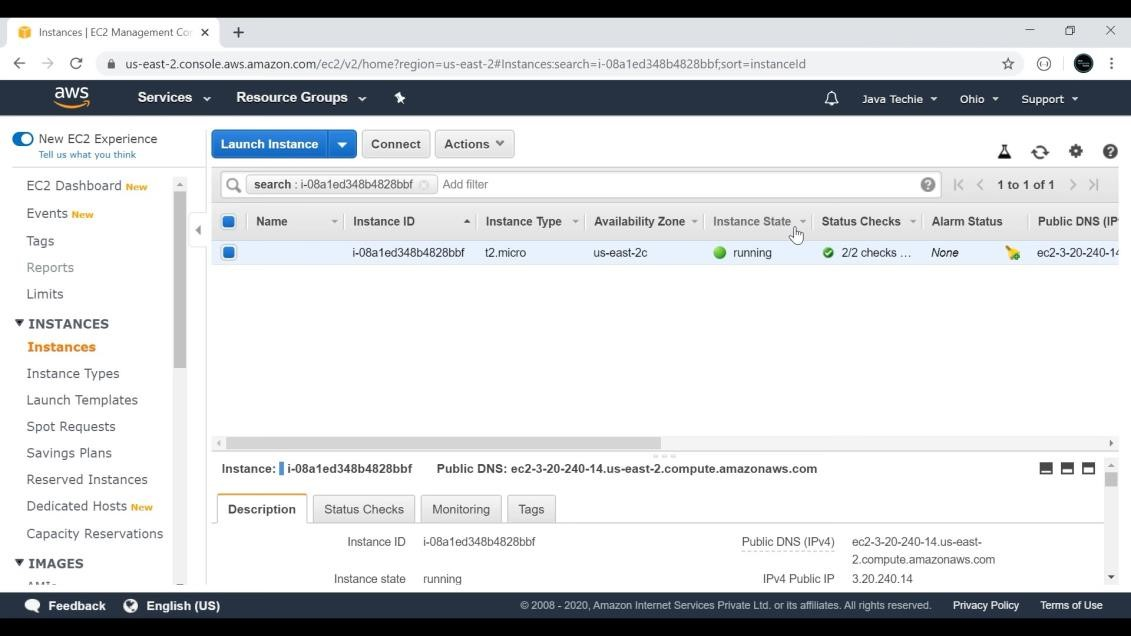 Instances | EC2 Management Co
us-east-2.console.aws.amazon.com/ec2/v2/home?region=us-east-2#Instances:search=i-08a1ed348b4828bbf;sort=instanceId
aws Services Resource Groups Java Techie Ohio Support
New EC2 Experience
Tell us what you think
Launch Instance Connect Actions
EC2 Dashboard New
Events New
Tags
Reports
Limits
INSTANCES
Instances
Instance Types
Launch Templates
Spot Requests
Savings Plans
Reserved Instances
Dedicated Hosts New
Capacity Reservations
IMAGES
search : i-08a1ed348b4828bbf Add filter 1 to 1 of 1
Name Instance ID Instance Type Availability Zone Instance State Status Checks Alarm Status Public DNS (IP
i-08a1ed348b4828bbf t2.micro us-east-2c running 2/2 checks ... None ec2-3-20-240-14
Instance: i-08a1ed348b4828bbf Public DNS: ec2-3-20-240-14.us-east-2.compute.amazonaws.com
Description Status Checks Monitoring Tags
Instance ID i-08a1ed348b4828bbf Public DNS (IPv4) ec2-3-20-240-14.us-east-
2.compute.amazonaws.com
Instance state running IPv4 Public IP 3.20.240.14
Feedback English (US) © 2008 - 2020, Amazon Internet Services Private Ltd. or its affiliates. All rights reserved. Privacy Policy Terms of Use